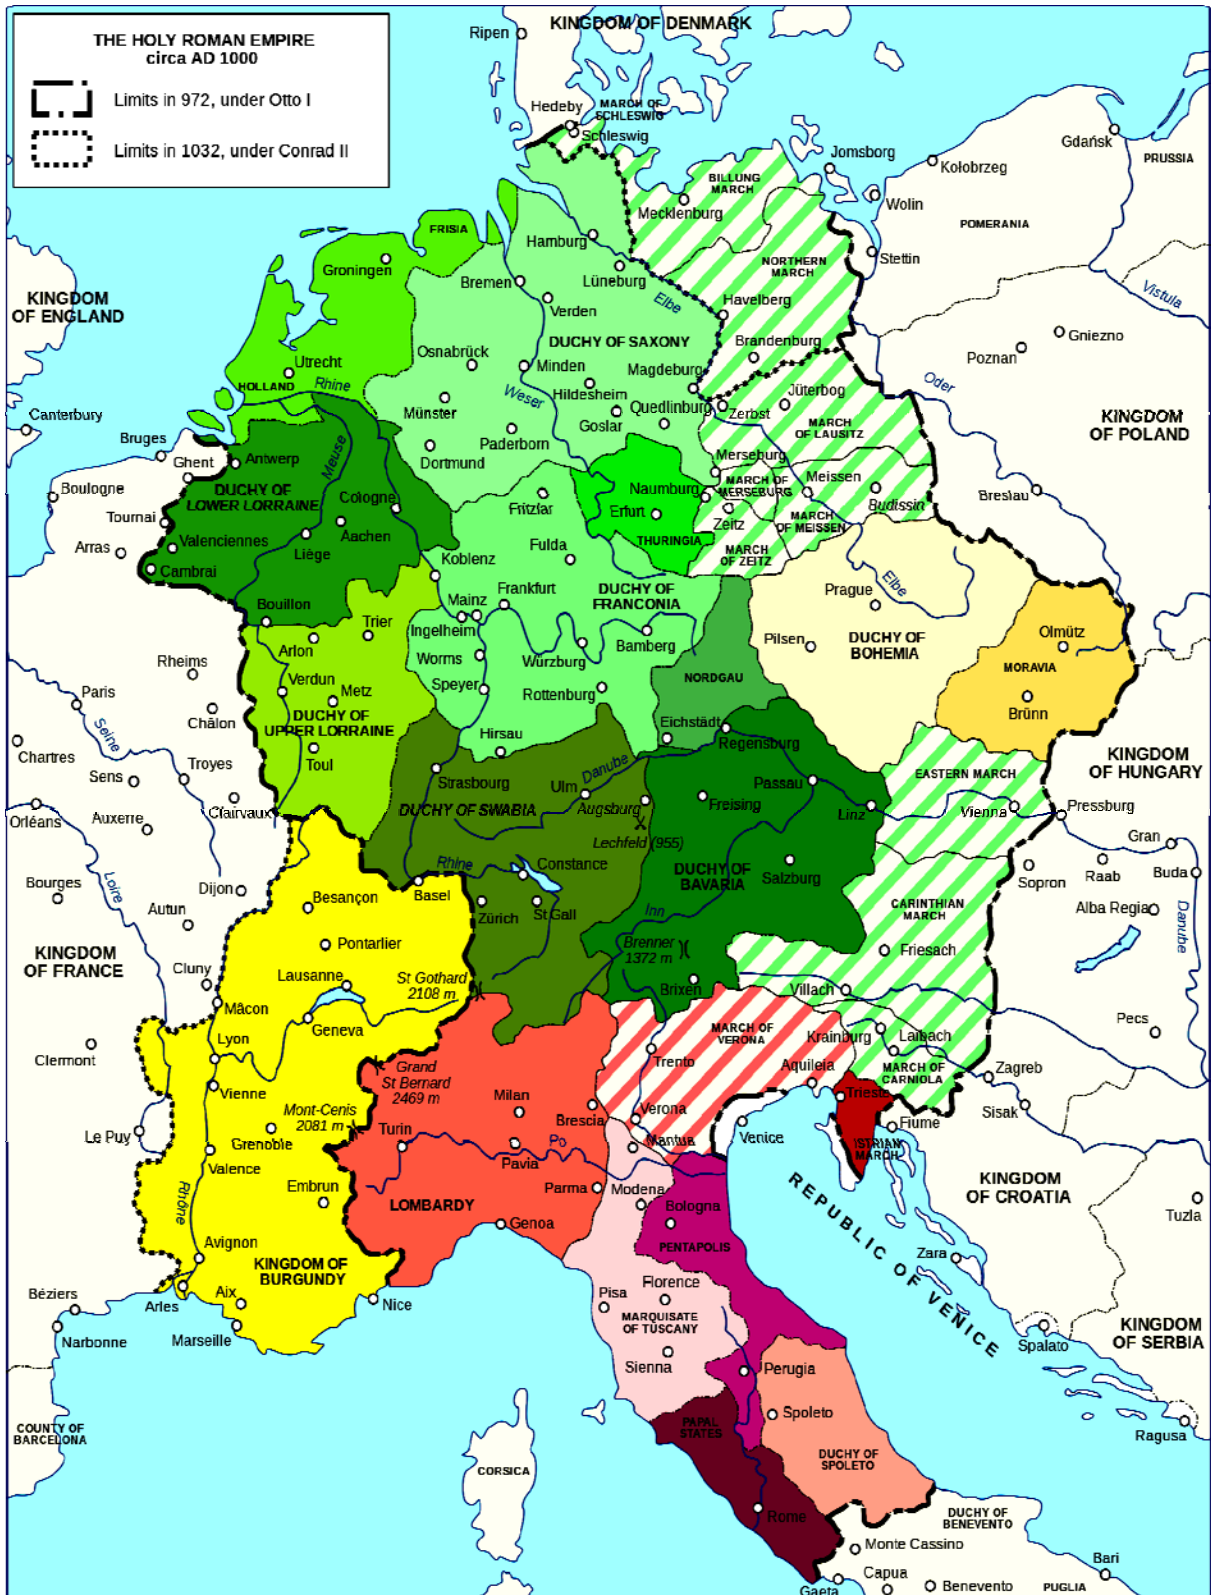 THE HOLY ROMAN EMPIRE
circa AD 1000
Limits in 972, under Otto I
Limits in 1032, under Conrad II
KINGDOM OF DENMARK
Ripen
Hedeby
MARCH OF
SCHLESWIG
Schleswig
Gdańsk
PRUSSIA
Jomsborg
Kołobrzeg
BILLUNG
MARCH
Mecklenburg
Wolin
POMERANIA
FRISIA
Hamburg
Stettin
Groningen
NORTHERN
MARCH
Bremen
Lüneburg
Vistula
KINGDOM
OF ENGLAND
Elbe
Havelberg
Verden
Gniezno
DUCHY OF SAXONY
Brandenburg
Osnabrück
Poznan
Utrecht
Minden
Magdeburg
HOLLAND
Rhine
Weser
Hildesheim
Jüterbog
Oder
Canterbury
Münster
Quedlinburg
Zerbst
Goslar
MARCH
OF LAUSITZ
KINGDOM
OF POLAND
Bruges
Paderborn
Meuse
Ghent
Antwerp
Dortmund
Merseburg
Boulogne
DUCHY OF
LOWER LORRAINE
Cologne
Naumburg
MARCH OF
MERSEBURG
Meissen
Breslau
Fritzlar
Budissin
Tournai
Erfurt
Zeitz
MARCH
OF MEISSEN
Arras
Valenciennes
Liège
Aachen
THURINGIA
Fulda
MARCH
OF ZEITZ
Cambrai
Koblenz
Elbe
Bouillon
Mainz
Frankfurt
DUCHY OF
FRANCONIA
Prague
Trier
Ingelheim
Olmütz
Arlon
Bamberg
Pilsen
DUCHY OF
BOHEMIA
Rheims
Worms
Würzburg
MORAVIA
Verdun
Metz
Speyer
Rottenburg
NORDGAU
Paris
Châlon
DUCHY OF
UPPER LORRAINE
Eichstädt
Brünn
Seine
Hirsau
Regensburg
Chartres
Troyes
Toul
Danube
KINGDOM
OF HUNGARY
Sens
Strasbourg
Ulm
Passau
EASTERN MARCH
Orléans
Auxerre
Clairvaux
DUCHY OF SWABIA
Augsburg
Freising
Linz
Vienna
Pressburg
Lechfeld (955)
Gran
Loire
Rhine
Constance
DUCHY OF
BAVARIA
Salzburg
Sopron
Raab
Buda
Bourges
Dijon
Besançon
Basel
Autun
Zürich
St Gall
Inn
CARINTHIAN
MARCH
Alba Regia
Danube
KINGDOM
OF FRANCE
Pontarlier
Brenner
1372 m
Friesach
Cluny
Lausanne
St Gothard
2108 m
Brixen
Villach
Mâcon
Geneva
MARCH OF
VERONA
Krainburg
Laibach
Pecs
Clermont
Lyon
Trento
Aquileia
Grand
St Bernard
2469 m
MARCH OF
CARNIOLA
Zagreb
Vienne
Milan
Trieste
Mont-Cenis
2081 m
Brescia
Verona
Sisak
Le Puy
Turin
Venice
Fiume
Grenoble
Po
Mantua
ISTRIAN
MARCH
Valence
Pavia
KINGDOM
OF CROATIA
Embrun
Parma
Modena
Rhône
LOMBARDY
Bologna
REPUBLIC OF VENICE
Tuzla
Genoa
Avignon
PENTAPOLIS
Zara
KINGDOM OF
BURGUNDY
Florence
Béziers
Arles
Aix
Nice
Pisa
MARQUISATE
OF TUSCANY
KINGDOM
OF SERBIA
Narbonne
Marseille
Spalato
Sienna
Perugia
COUNTY OF
BARCELONA
PAPAL
STATES
Spoleto
Ragusa
CORSICA
DUCHY OF
SPOLETO
Rome
DUCHY OF
BENEVENTO
Monte Cassino
Bari
Gaeta
Capua
Benevento
PUGLIA